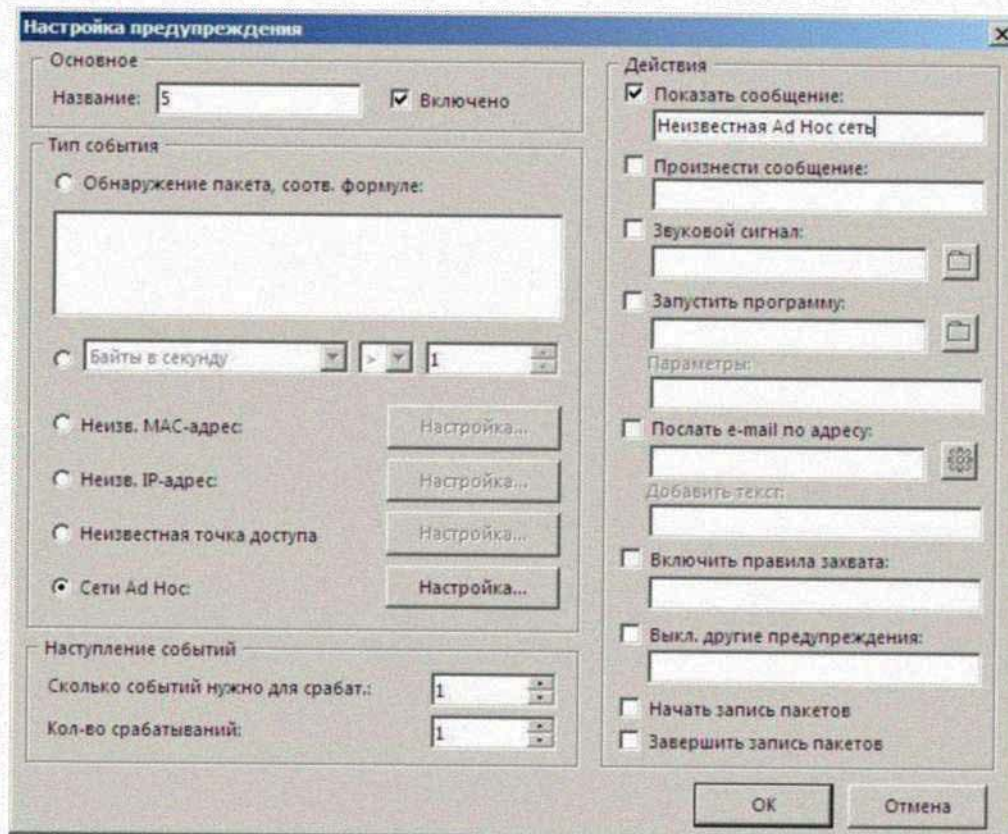 Настройка предупреждения
Основное
Название: 5 Включено
Тип события
Обнаружение пакета, соотв. формуле:
Байты в секунду > 1
Неизв. MAC-адрес: Настройка...
Неизв. IP-адрес: Настройка...
Неизвестная точка доступа Настройка...
Сети Ad Hoc: Настройка...
Наступление событий
Сколько событий нужно для срабат.: 1
Кол-во срабатываний: 1
Действия
Показать сообщение:
Неизвестная Ad Hoc сеть
Произнести сообщение:
Звуковой сигнал:
Запустить программу:
Параметры:
Послать e-mail по адресу:
Добавить текст:
Включить правила захвата:
Выкл. другие предупреждения:
Начать запись пакетов
Завершить запись пакетов
OK Отмена